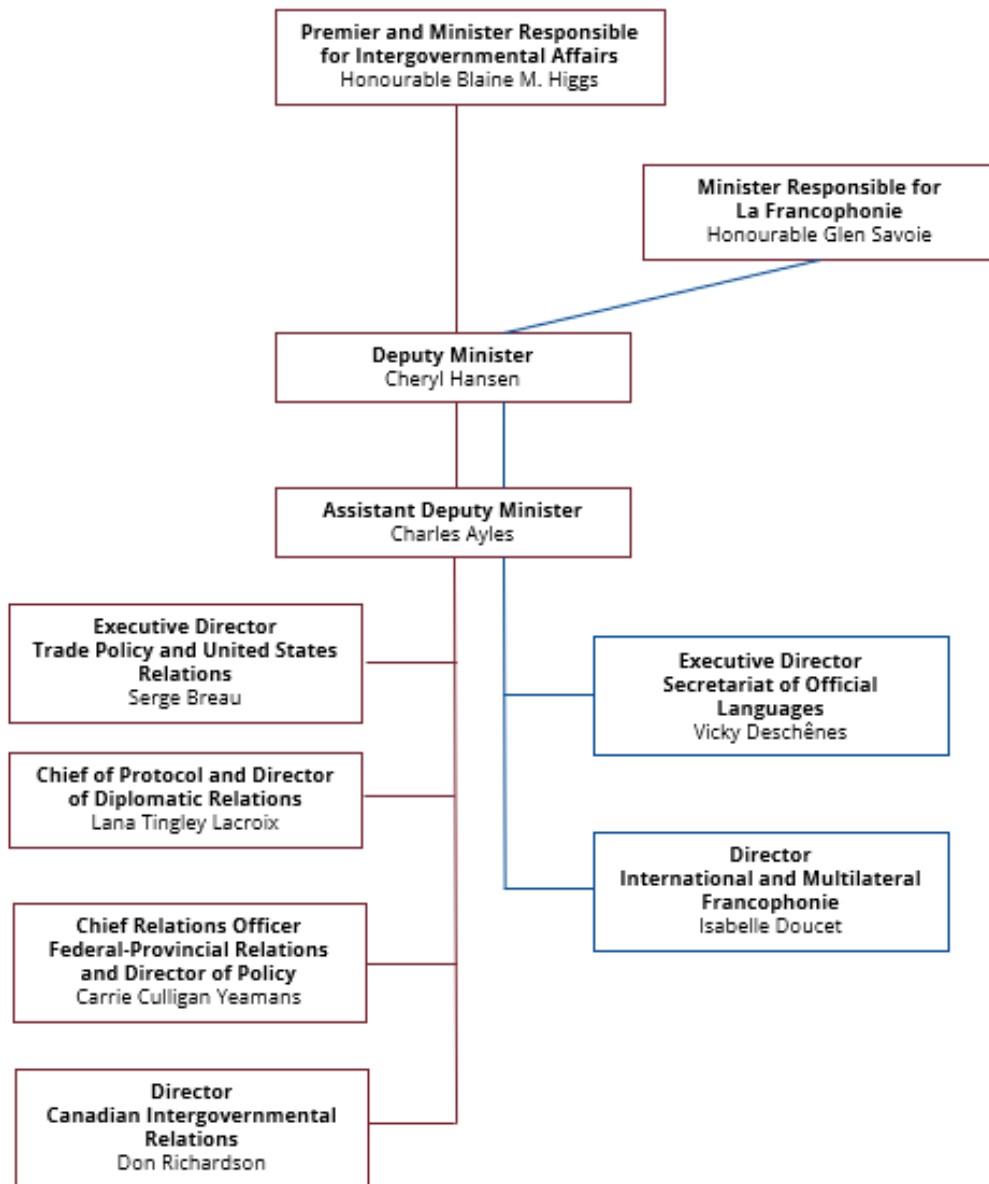 Premier and Minister Responsible
for Intergovernmental Affairs
Honourable Blaine M. Higgs
Minister Responsible for
La Francophonie
Honourable Glen Savoie
Deputy Minister
Cheryl Hansen
Assistant Deputy Minister
Charles Ayles
Executive Director
Trade Policy and United States
Relations
Serge Breau
Executive Director
Secretariat of Official
Languages
Vicky Deschênes
Chief of Protocol and Director
of Diplomatic Relations
Lana Tingley Lacroix
Director
International and Multilateral
Francophonie
Isabelle Doucet
Chief Relations Officer
Federal-Provincial Relations
and Director of Policy
Carrie Culligan Yeamans
Director
Canadian Intergovernmental
Relations
Don Richardson